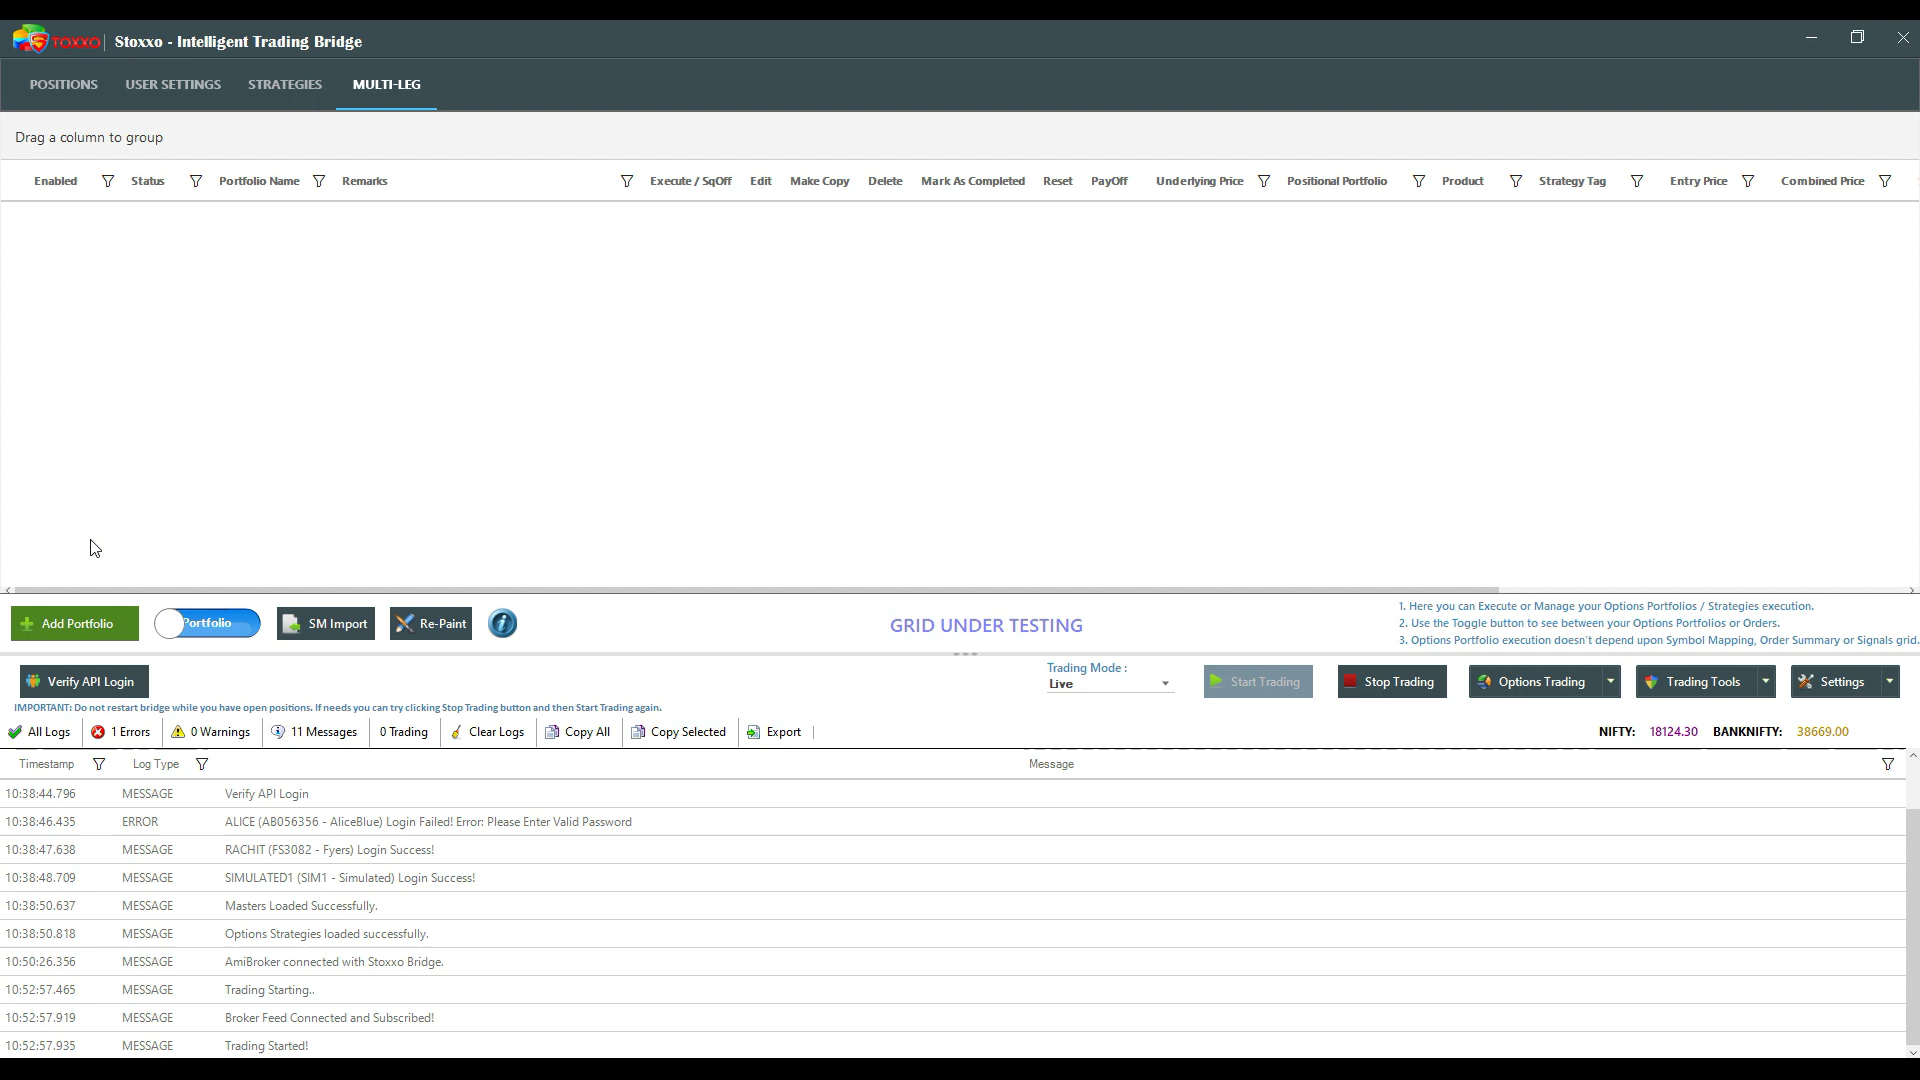 TOXXO Stoxxo - Intelligent Trading Bridge
POSITIONS USER SETTINGS STRATEGIES MULTI-LEG
Drag a column to group
Enabled Status Portfolio Name Remarks Execute / SqOff Edit Make Copy Delete Mark As Completed Reset PayOff Underlying Price Positional Portfolio Product Strategy Tag Entry Price Combined Price
Add Portfolio Portfolio SM Import Re-Paint GRID UNDER TESTING
1. Here you can Execute or Manage your Options Portfolios / Strategies execution.
2. Use the Toggle button to see between your Options Portfolios or Orders.
3. Options Portfolio execution doesn't depend upon Symbol Mapping, Order Summary or Signals grid.
Trading Mode :
Verify API Login Live Start Trading Stop Trading Options Trading Trading Tools Settings
IMPORTANT: Do not restart bridge while you have open positions. If needs you can try clicking Stop Trading button and then Start Trading again.
All Logs 1 Errors 0 Warnings 11 Messages 0 Trading Clear Logs Copy All Copy Selected Export NIFTY: 18124.30 BANKNIFTY: 38669.00
Timestamp Log Type Message
10:38:44.796 MESSAGE Verify API Login
10:38:46.435 ERROR ALICE (AB056356 - AliceBlue) Login Failed! Error: Please Enter Valid Password
10:38:47.638 MESSAGE RACHIT (FS3082 - Fyers) Login Success!
10:38:48.709 MESSAGE SIMULATED1 (SIM1 - Simulated) Login Success!
10:38:50.637 MESSAGE Masters Loaded Successfully.
10:38:50.818 MESSAGE Options Strategies loaded successfully.
10:50:26.356 MESSAGE AmiBroker connected with Stoxxo Bridge.
10:52:57.465 MESSAGE Trading Starting..
10:52:57.919 MESSAGE Broker Feed Connected and Subscribed!
10:52:57.935 MESSAGE Trading Started!